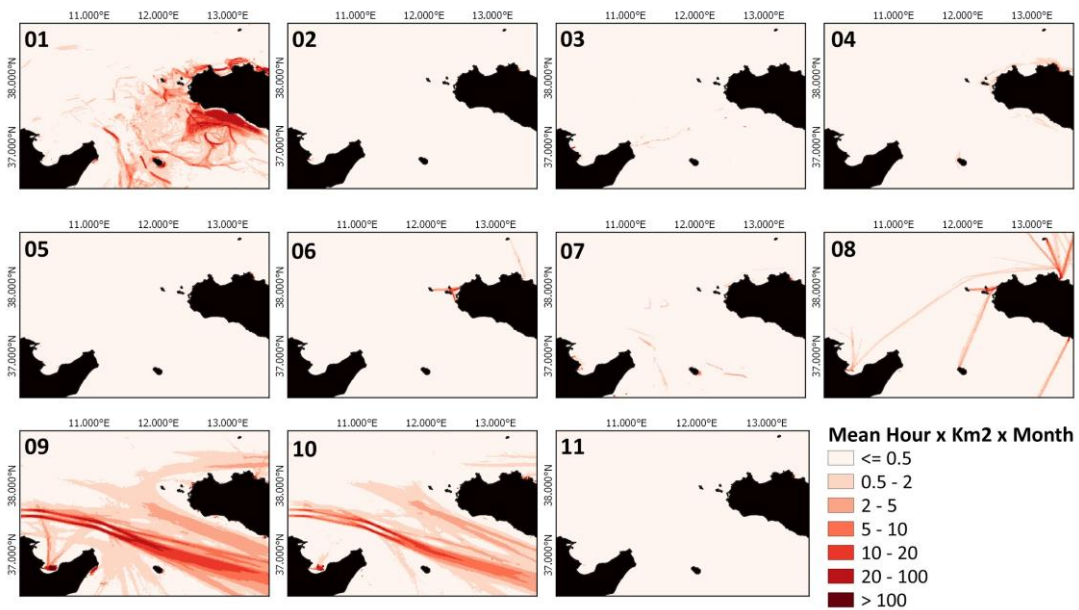 11.000°E 12.000°E 13.000°E 11.000°E 12.000°E 13.000°E 11.000°E 12.000°E 13.000°E 11.000°E 12.000°E 13.000°E
01 02 03 04
38.000°N 38.000°N 38.000°N 38.000°N
37.000°N 37.000°N 37.000°N 37.000°N
11.000°E 12.000°E 13.000°E 11.000°E 12.000°E 13.000°E 11.000°E 12.000°E 13.000°E 11.000°E 12.000°E 13.000°E
05 06 07 08
38.000°N 38.000°N 38.000°N 38.000°N
37.000°N 37.000°N 37.000°N 37.000°N
11.000°E 12.000°E 13.000°E 11.000°E 12.000°E 13.000°E 11.000°E 12.000°E 13.000°E
09 10 11
38.000°N 38.000°N 38.000°N
37.000°N 37.000°N 37.000°N
Mean Hour x Km2 x Month
<= 0.5
0.5 - 2
2 - 5
5 - 10
10 - 20
20 - 100
> 100